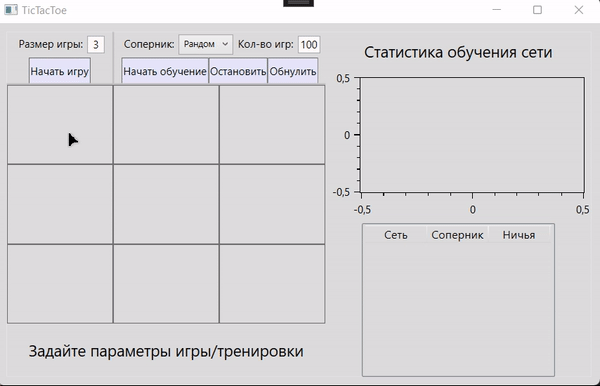 TicTacToe
Размер игры: 3 Соперник: Рандом Кол-во игр: 100
Начать игру Начать обучение Остановить Обнулить
Статистика обучения сети
0,5
0
-0,5
-0,5 0 0,5
Сеть Соперник Ничья
Задайте параметры игры/тренировки